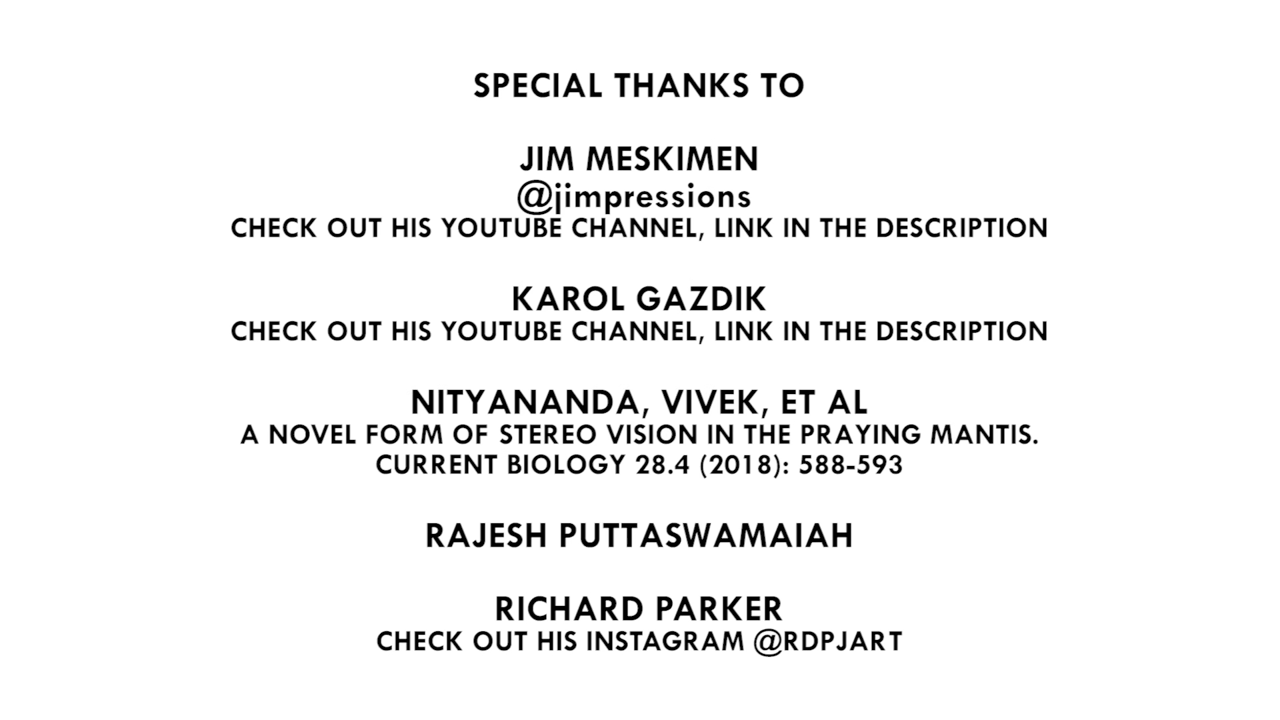 SPECIAL THANKS TO
JIM MESKIMEN
@jimpressions
CHECK OUT HIS YOUTUBE CHANNEL, LINK IN THE DESCRIPTION
KAROL GAZDIK
CHECK OUT HIS YOUTUBE CHANNEL, LINK IN THE DESCRIPTION
NITYANANDA, VIVEK, ET AL
A NOVEL FORM OF STEREO VISION IN THE PRAYING MANTIS.
CURRENT BIOLOGY 28.4 (2018): 588-593
RAJESH PUTTASWAMAIAH
RICHARD PARKER
CHECK OUT HIS INSTAGRAM @RDPJART